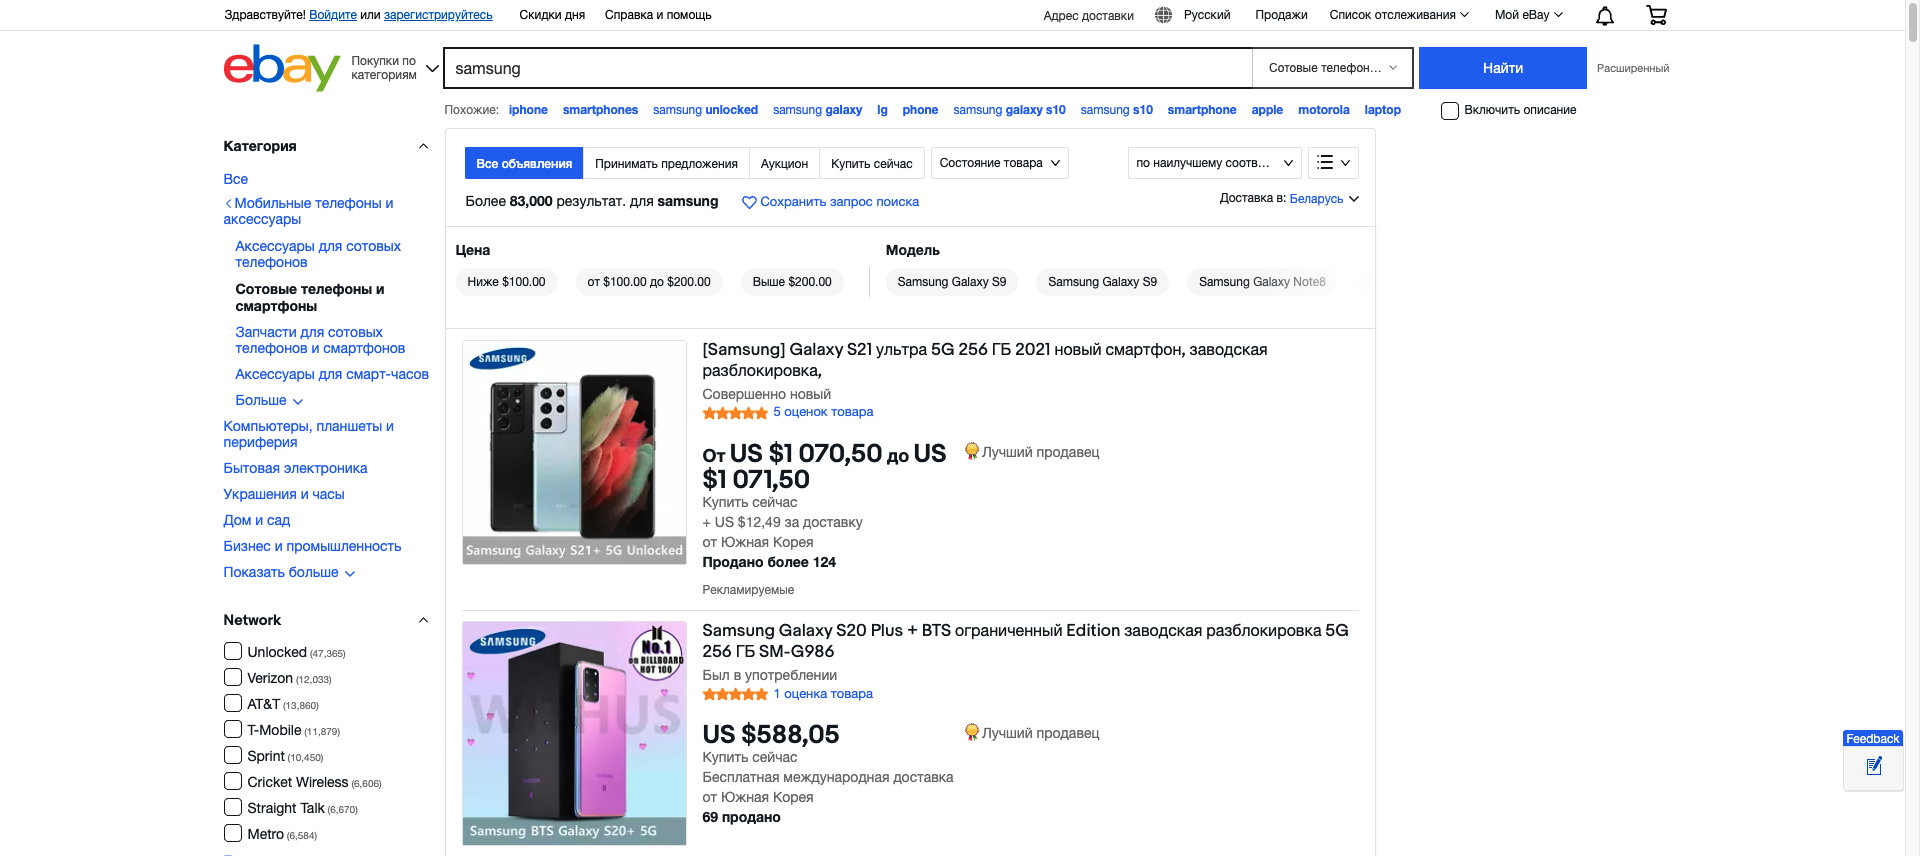 Здравствуйте! Войдите или зарегистрируйтесь
Скидки дня
Справка и помощь
Адрес доставки
Русский
Продажи
Список отслеживания
Мой eBay
ebay
Покупки по
категориям
samsung
Сотовые телефон...
Найти
Расширенный
Похожие: iphone smartphones samsung unlocked samsung galaxy lg phone samsung galaxy s10 samsung s10 smartphone apple motorola laptop
Включить описание
Категория
Все
Мобильные телефоны и
аксессуары
Аксессуары для сотовых
телефонов
Сотовые телефоны и
смартфоны
Запчасти для сотовых
телефонов и смартфонов
Аксессуары для смарт-часов
Больше
Компьютеры, планшеты и
периферия
Бытовая электроника
Украшения и часы
Дом и сад
Бизнес и промышленность
Показать больше
Network
Unlocked (47,365)
Verizon (12,033)
AT&T (13,860)
T-Mobile (11,879)
Sprint (10,450)
Cricket Wireless (6,606)
Straight Talk (6,670)
Metro (6,584)
Все объявления
Принимать предложения
Аукцион
Купить сейчас
Состояние товара
по наилучшему соотв...
Более 83,000 результат. для samsung
Сохранить запрос поиска
Доставка в: Беларусь
Цена
Ниже $100.00
от $100.00 до $200.00
Выше $200.00
Модель
Samsung Galaxy S9
Samsung Galaxy S9
Samsung Galaxy Note8
SAMSUNG
Samsung Galaxy S21+ 5G Unlocked
[Samsung] Galaxy S21 ультра 5G 256 ГБ 2021 новый смартфон, заводская
разблокировка,
Совершенно новый
5 оценок товара
От US $1 070,50 до US
$1 071,50
Лучший продавец
Купить сейчас
+ US $12,49 за доставку
от Южная Корея
Продано более 124
Рекламируемые
SAMSUNG
No.1
on BILLBOARD
HOT 100
WITHUS
Samsung BTS Galaxy S20+ 5G
Samsung Galaxy S20 Plus + BTS ограниченный Edition заводская разблокировка 5G
256 ГБ SM-G986
Был в употреблении
1 оценка товара
US $588,05
Лучший продавец
Купить сейчас
Бесплатная международная доставка
от Южная Корея
69 продано
Feedback